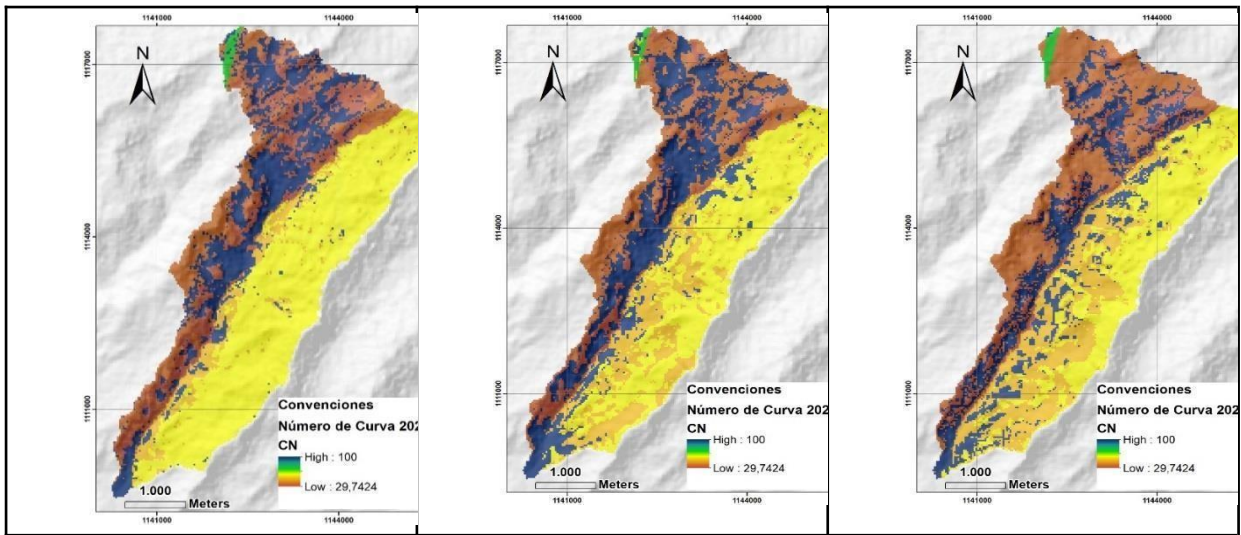 1141000 1144000
1117000
N
1114000
1111000
Convenciones
Número de Curva 202
CN
High : 100
Low : 29,7424
1.000
Meters
1141000 1144000
1141000 1144000
1117000
N
1114000
1111000
Convenciones
Número de Curva 202
CN
High : 100
Low : 29,7424
1.000
Meters
1141000 1144000
1141000 1144000
1117000
N
1114000
1111000
Convenciones
Número de Curva 202
CN
High : 100
Low : 29,7424
1.000
Meters
1141000 1144000